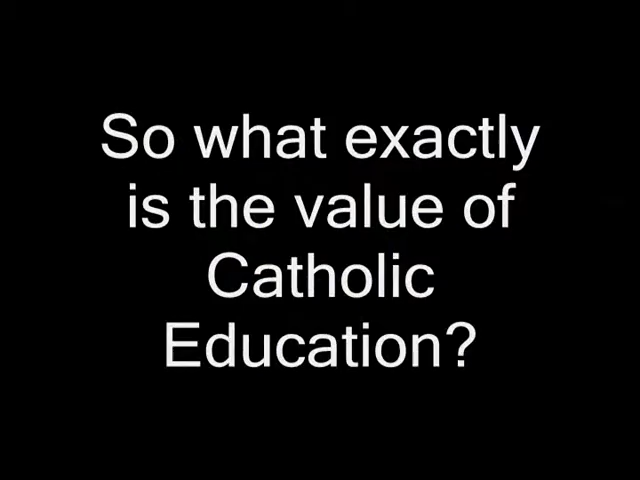 So what exactly
is the value of
Catholic
Education?